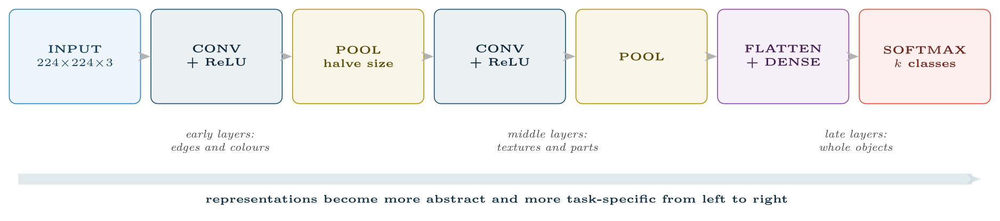 INPUT
224×224×3
CONV
+ ReLU
POOL
halve size
CONV
+ ReLU
POOL
FLATTEN
+ DENSE
SOFTMAX
k classes
early layers:
edges and colours
middle layers:
textures and parts
late layers:
whole objects
representations become more abstract and more task-specific from left to right